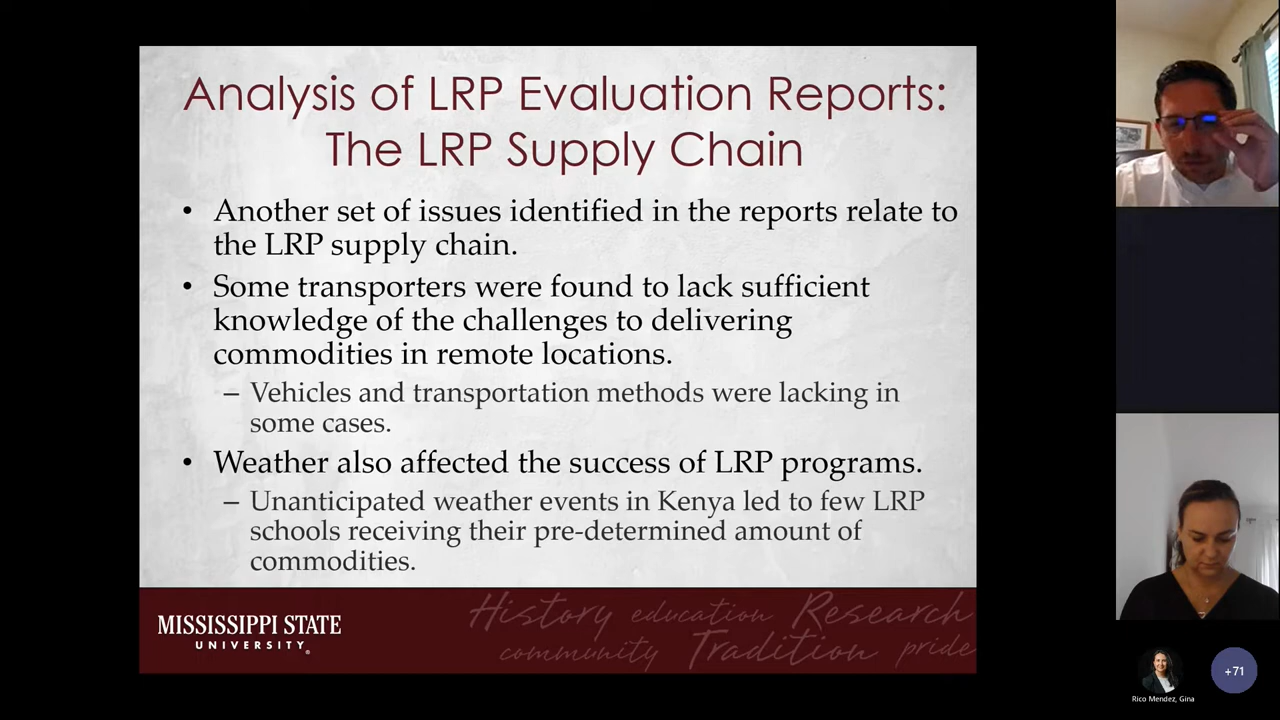 Analysis of LRP Evaluation Reports:
The LRP Supply Chain
• Another set of issues identified in the reports relate to
the LRP supply chain.
• Some transporters were found to lack sufficient
knowledge of the challenges to delivering
commodities in remote locations.
– Vehicles and transportation methods were lacking in
some cases.
• Weather also affected the success of LRP programs.
– Unanticipated weather events in Kenya led to few LRP
schools receiving their pre-determined amount of
commodities.
MISSISSIPPI STATE
UNIVERSITY
History education Research
community Tradition pride
Rico Mendez, Gina
+71